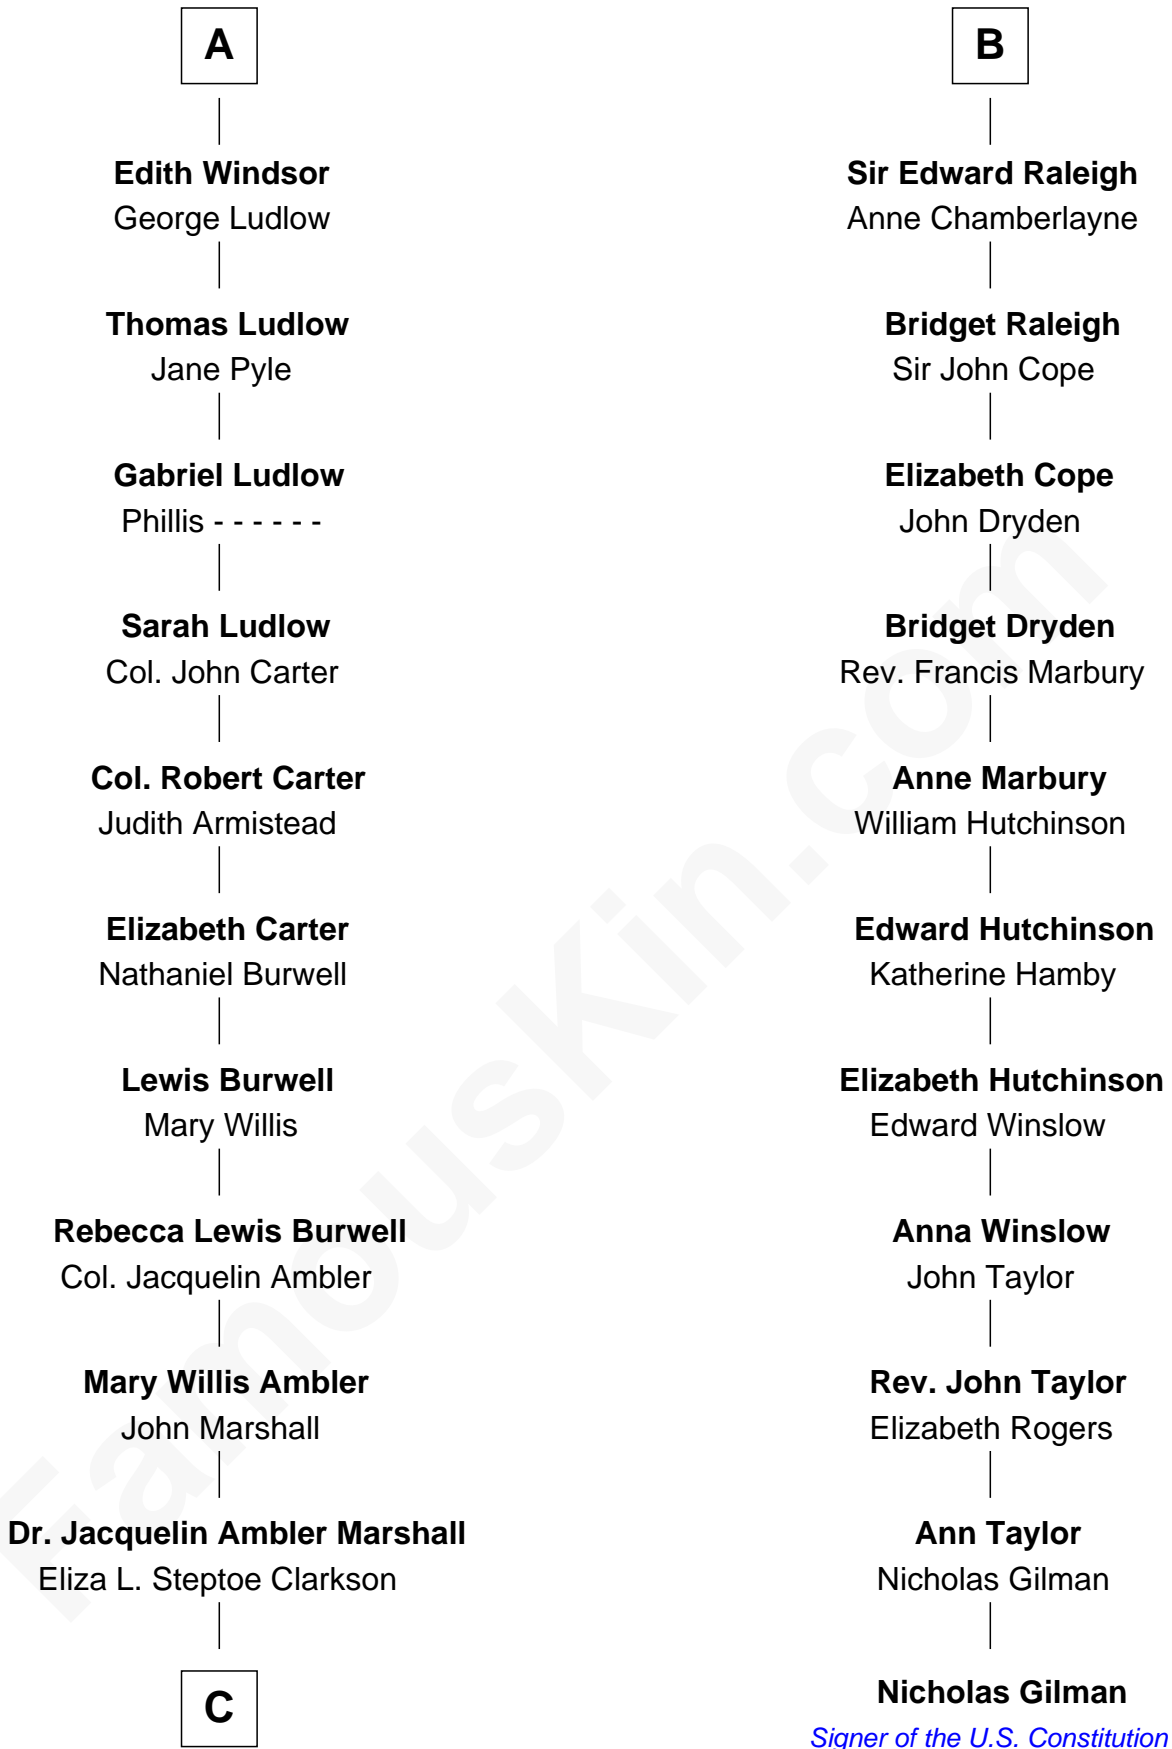 A
Edith Windsor
George Ludlow
Thomas Ludlow
Jane Pyle
Gabriel Ludlow
Phillis - - - - - -
Sarah Ludlow
Col. John Carter
Col. Robert Carter
Judith Armistead
Elizabeth Carter
Nathaniel Burwell
Lewis Burwell
Mary Willis
Rebecca Lewis Burwell
Col. Jacquelin Ambler
Mary Willis Ambler
John Marshall
Dr. Jacquelin Ambler Marshall
Eliza L. Steptoe Clarkson
C
B
Sir Edward Raleigh
Anne Chamberlayne
Bridget Raleigh
Sir John Cope
Elizabeth Cope
John Dryden
Bridget Dryden
Rev. Francis Marbury
Anne Marbury
William Hutchinson
Edward Hutchinson
Katherine Hamby
Elizabeth Hutchinson
Edward Winslow
Anna Winslow
John Taylor
Rev. John Taylor
Elizabeth Rogers
Ann Taylor
Nicholas Gilman
Nicholas Gilman
Signer of the U.S. Constitution
FamousKin.com